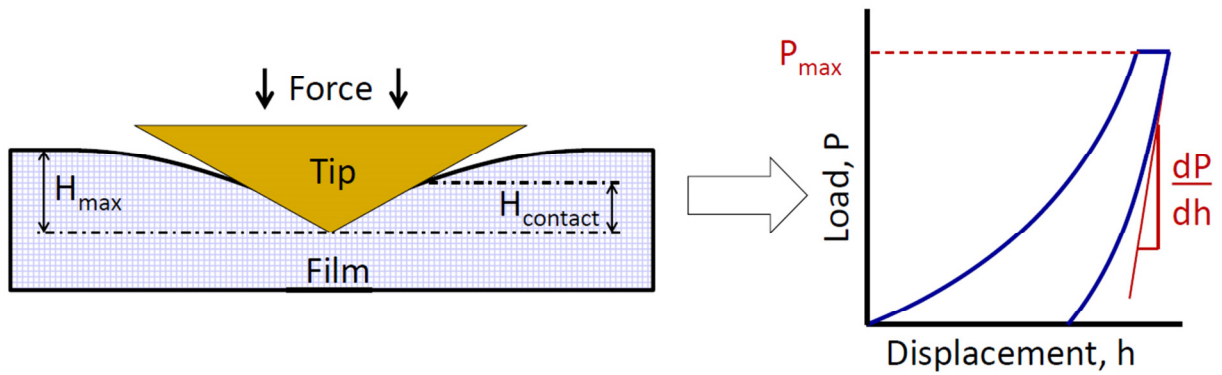 Force
Tip
H_max
H_contact
Film
P_max
Load, P
dP
dh
Displacement, h